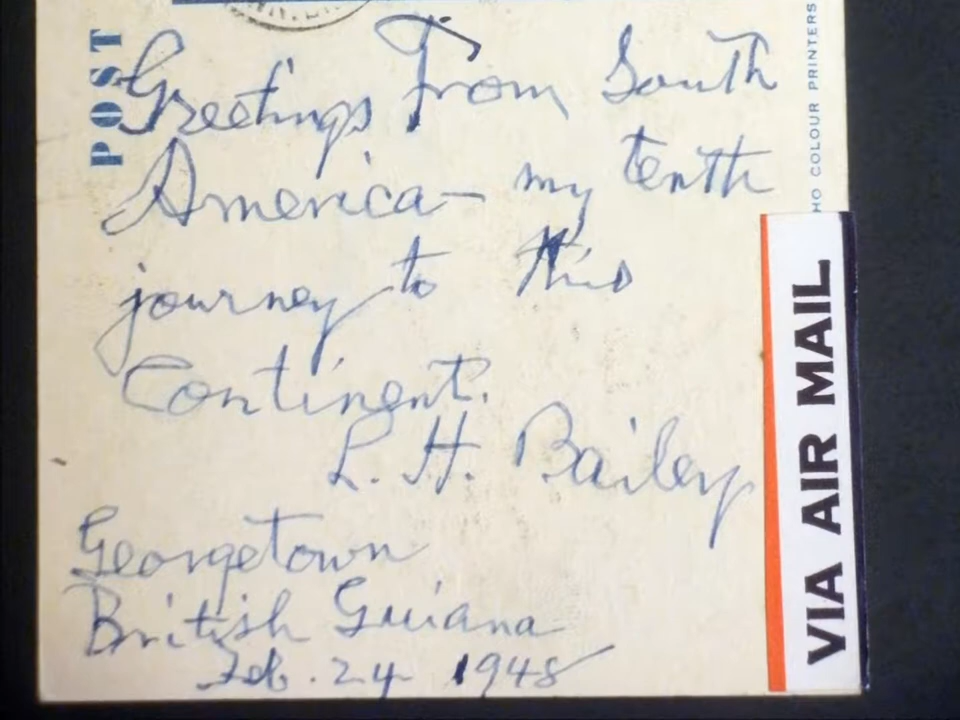 POST
Greetings from South
America — my tenth
journey to this
Continent.
L. H. Bailey
Georgetown
British Guiana
Feb. 24 1948
HO COLOUR PRINTERS
VIA AIR MAIL